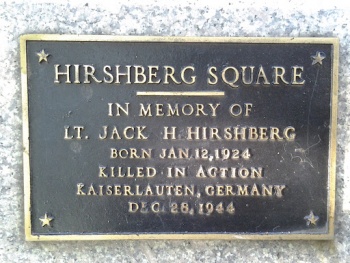 HIRSHBERG SQUARE
IN MEMORY OF
LT. JACK H. HIRSHBERG
BORN JAN. 12, 1924
KILLED IN ACTION
KAISERLAUTEN, GERMANY
DEC. 28, 1944